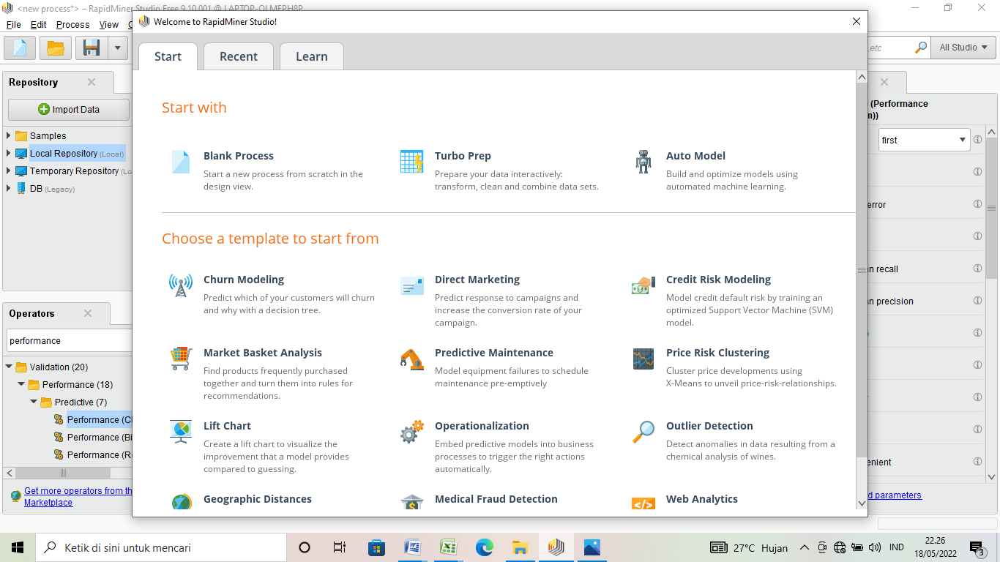 <new process*> – RapidMiner Studio Free 9.10.001 @ LAPTOP-QLMEPH8P
File Edit Process View
Welcome to RapidMiner Studio!
Start Recent Learn
.etc All Studio
Repository
Import Data
Samples
Local Repository (Local)
Temporary Repository (Lo
DB (Legacy)
Operators
performance
Validation (20)
Performance (18)
Predictive (7)
Performance (Cl
Performance (Bi
Performance (R
Get more operators from th
Marketplace
Start with
Blank Process
Start a new process from scratch in the
design view.
Turbo Prep
Prepare your data interactively:
transform, clean and combine data sets.
Auto Model
Build and optimize models using
automated machine learning.
Choose a template to start from
Churn Modeling
Predict which of your customers will churn
and why with a decision tree.
Direct Marketing
Predict response to campaigns and
increase the conversion rate of your
campaign.
Credit Risk Modeling
Model credit default risk by training an
optimized Support Vector Machine (SVM)
model.
Market Basket Analysis
Find products frequently purchased
together and turn them into rules for
recommendations.
Predictive Maintenance
Model equipment failures to schedule
maintenance pre-emptively
Price Risk Clustering
Cluster price developments using
X-Means to unveil price-risk-relationships.
Lift Chart
Create a lift chart to visualize the
improvement that a model provides
compared to guessing.
Operationalization
Embed predictive models into business
processes to trigger the right actions
automatically.
Outlier Detection
Detect anomalies in data resulting from a
chemical analysis of wines.
Geographic Distances
Medical Fraud Detection
Web Analytics
(Performance
n))
first
error
n recall
n precision
enient
d parameters
Ketik di sini untuk mencari
27°C Hujan
IND
22.26
18/05/2022
3